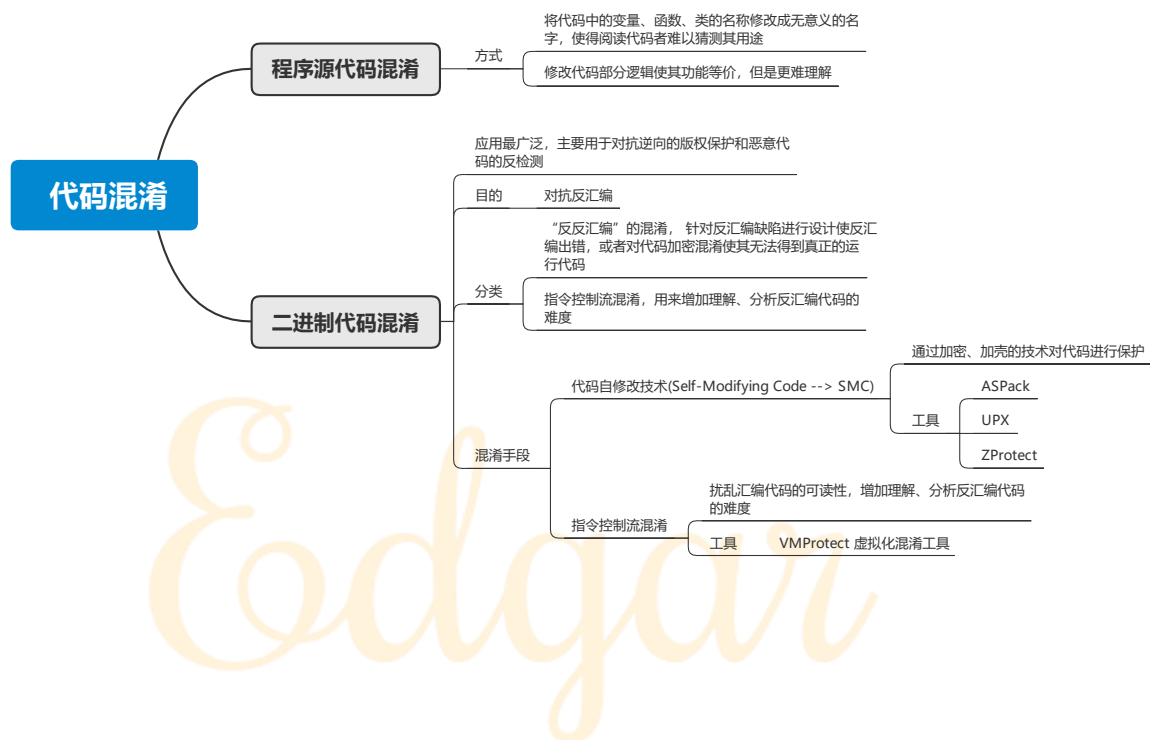 代码混淆
程序源代码混淆
方式
将代码中的变量、函数、类的名称修改成无意义的名
字，使得阅读代码者难以猜测其用途
修改代码部分逻辑使其功能等价，但是更难理解
二进制代码混淆
应用最广泛，主要用于对抗逆向的版权保护和恶意代
码的反检测
目的
对抗反汇编
分类
“反反汇编”的混淆， 针对反汇编缺陷进行设计使反汇
编出错，或者对代码加密混淆使其无法得到真正的运
行代码
指令控制流混淆，用来增加理解、分析反汇编代码的
难度
混淆手段
代码自修改技术(Self-Modifying Code --> SMC)
通过加密、加壳的技术对代码进行保护
工具
ASPack
UPX
ZProtect
指令控制流混淆
扰乱汇编代码的可读性，增加理解、分析反汇编代码
的难度
工具
VMProtect 虚拟化混淆工具
Edgar